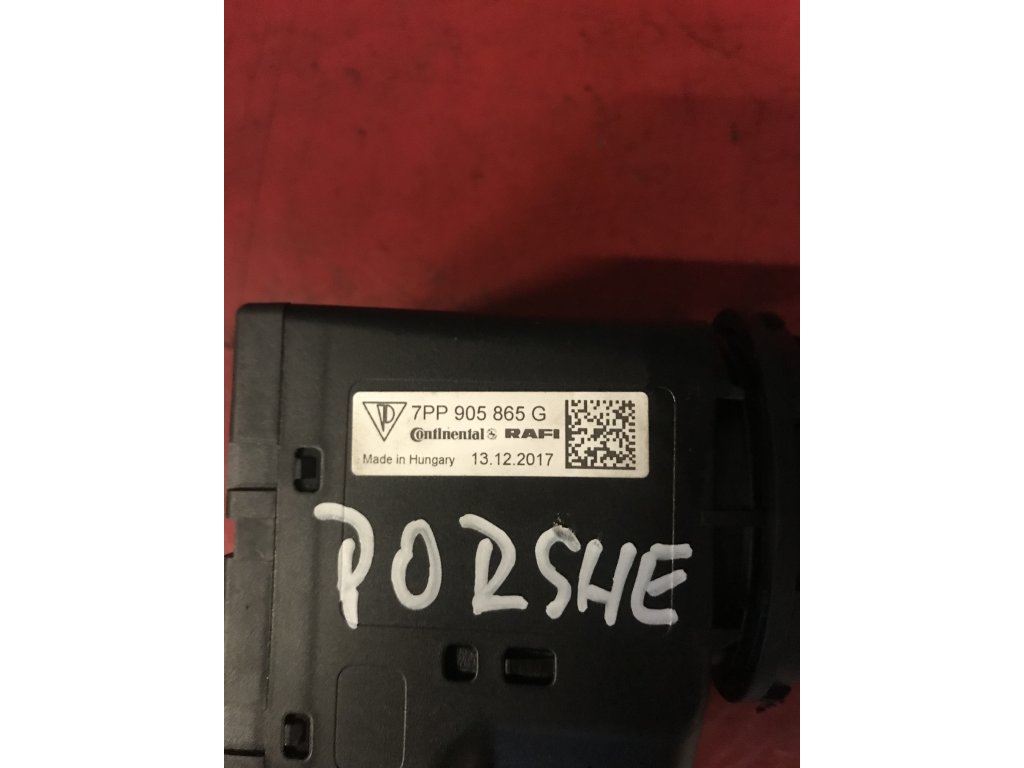 7PP 905 865 G
Continental RAFI
Made in Hungary 13.12.2017
PORSHE